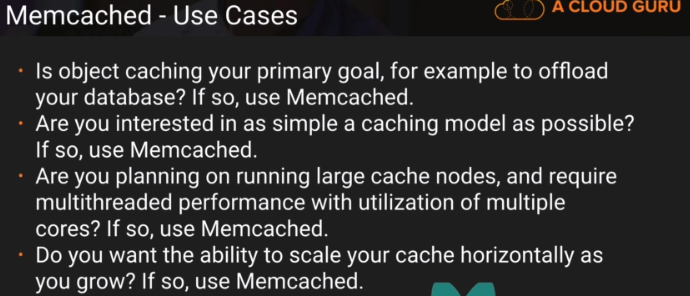 Memcached - Use Cases
A CLOUD GURU
• Is object caching your primary goal, for example to offload
your database? If so, use Memcached.
• Are you interested in as simple a caching model as possible?
If so, use Memcached.
• Are you planning on running large cache nodes, and require
multithreaded performance with utilization of multiple
cores? If so, use Memcached.
• Do you want the ability to scale your cache horizontally as
you grow? If so, use Memcached.